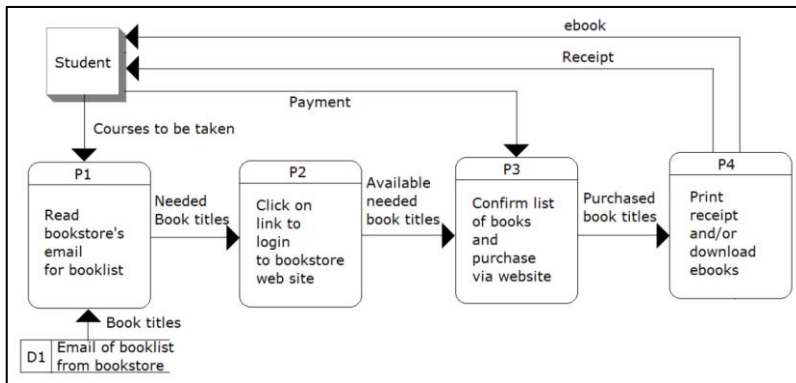 ebook
Student
Receipt
Payment
Courses to be taken
P1
Read
bookstore's
email
for booklist
Needed
Book titles
P2
Click on
link to
login
to bookstore
web site
Available
needed
book titles
P3
Confirm list
of books
and
purchase
via website
Purchased
book titles
P4
Print
receipt
and/or
download
ebooks
Book titles
D1
Email of booklist
from bookstore